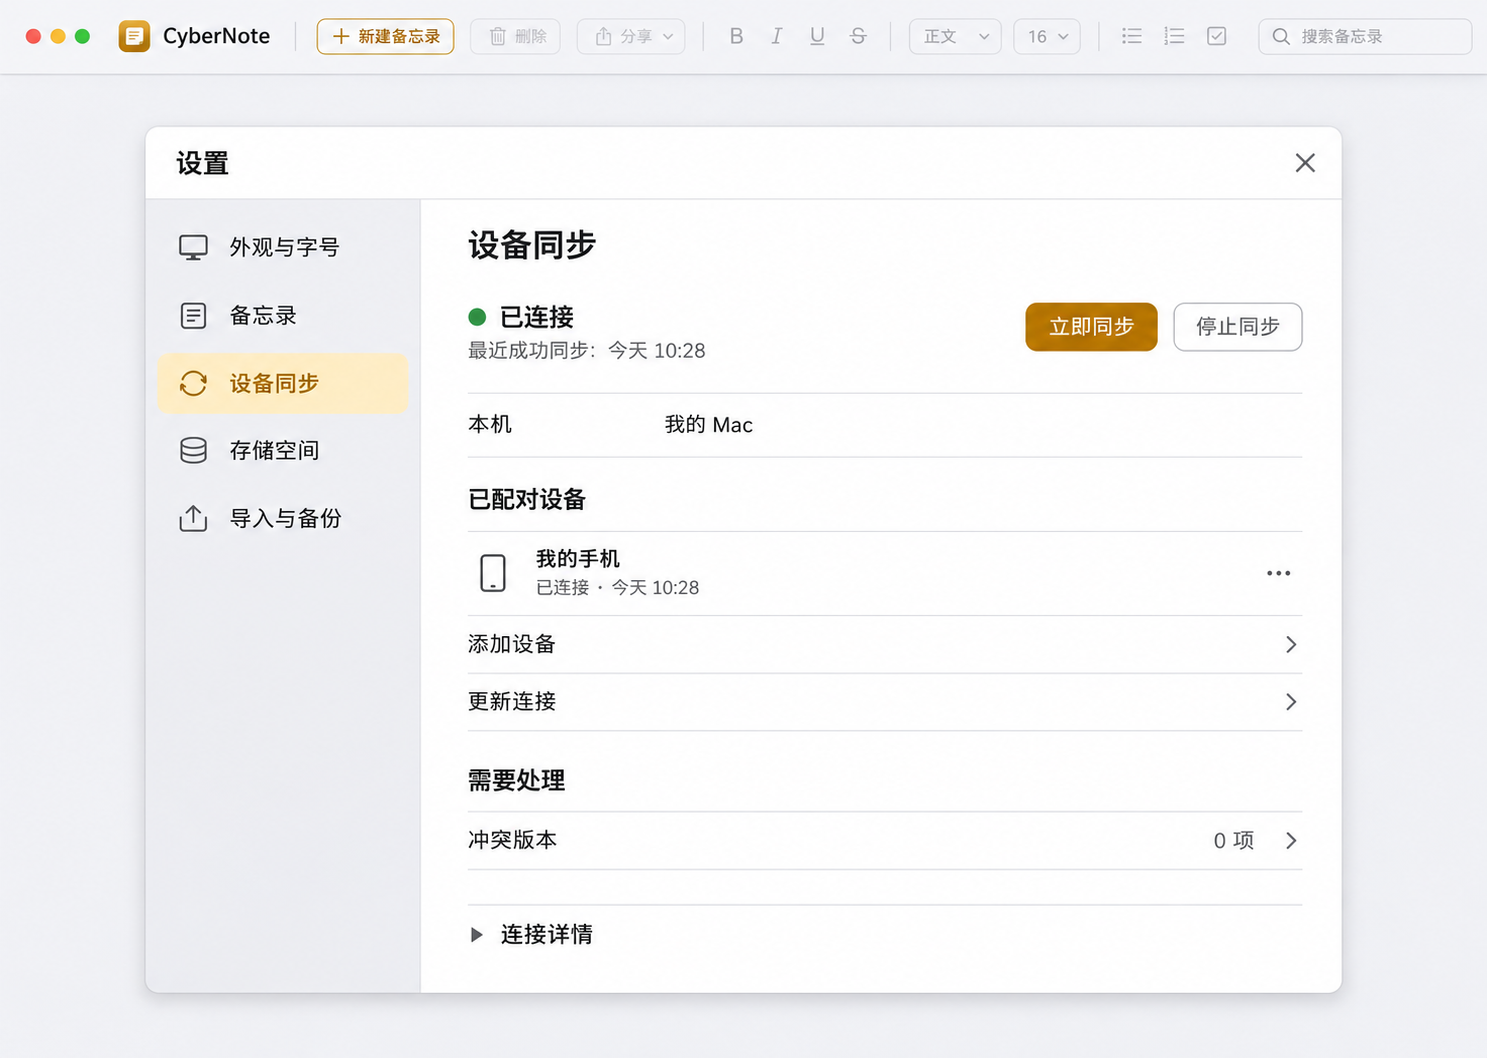 CyberNote
新建备忘录
删除
分享
B I U S
正文
16
搜索备忘录
设置
外观与字号
备忘录
设备同步
存储空间
导入与备份
设备同步
已连接
立即同步
停止同步
最近成功同步：今天 10:28
本机
我的 Mac
已配对设备
我的手机
已连接 · 今天 10:28
添加设备
更新连接
需要处理
冲突版本
0 项
连接详情